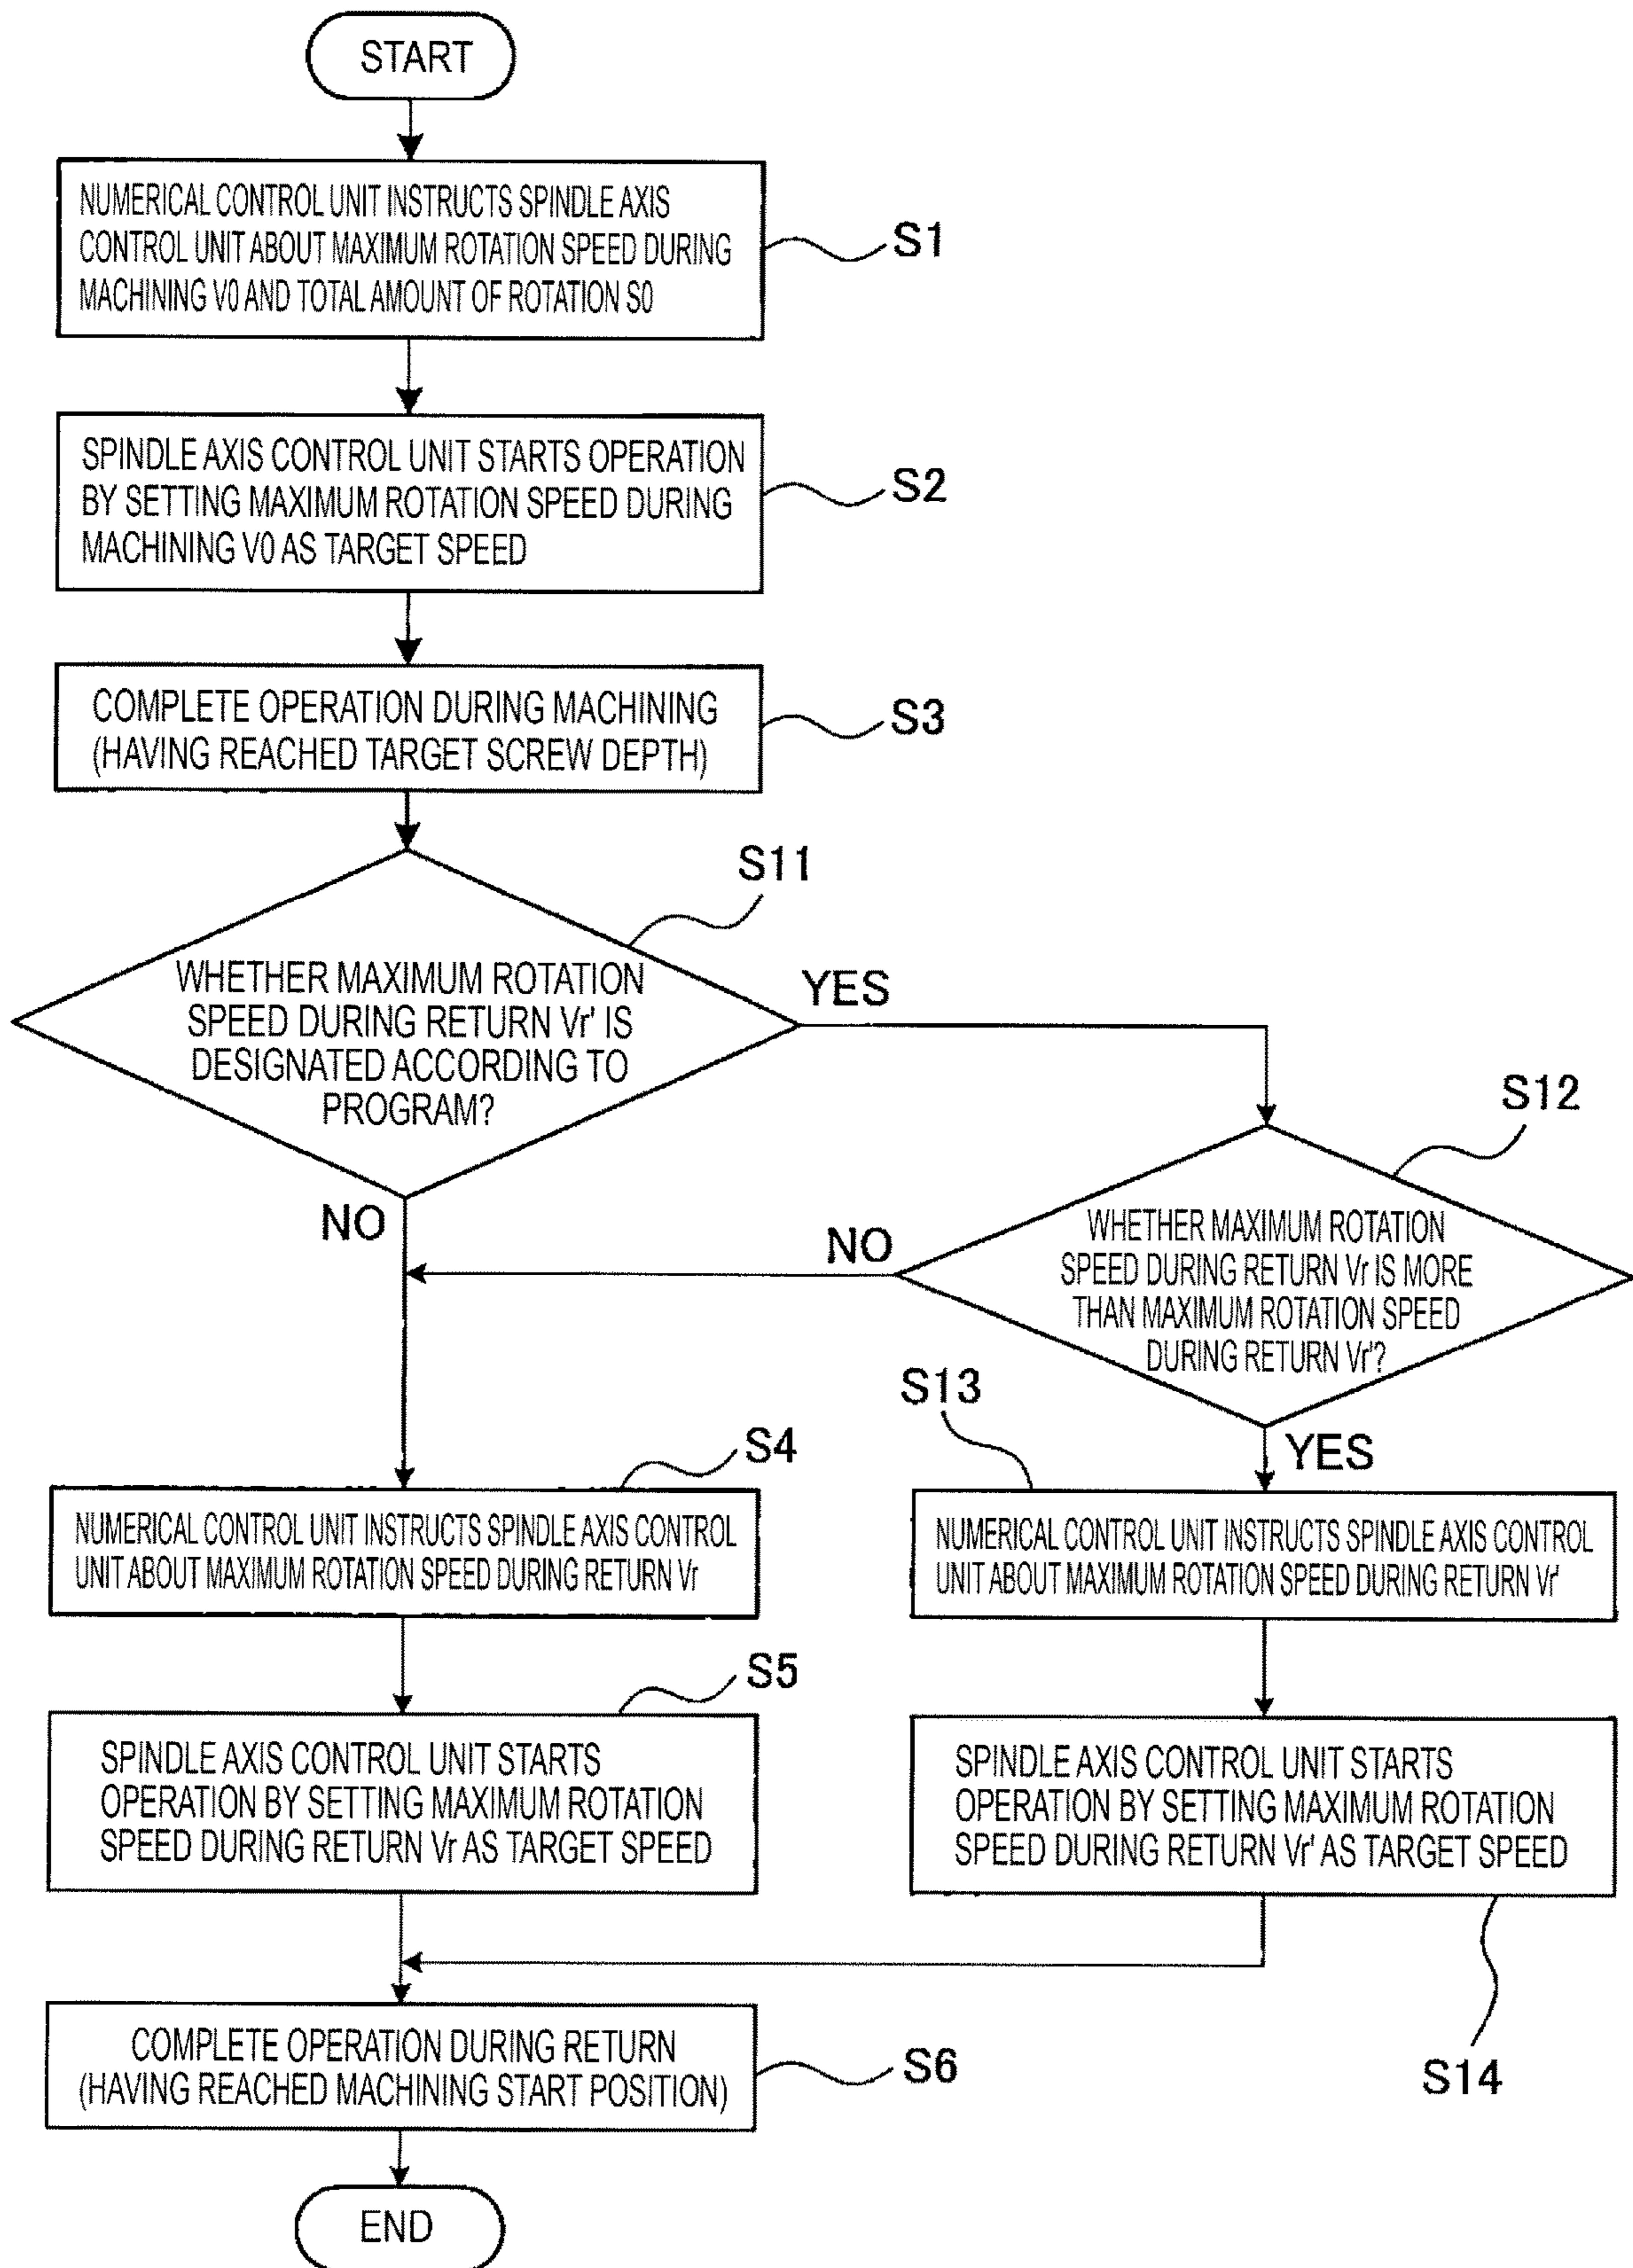 START
NUMERICAL CONTROL UNIT INSTRUCTS SPINDLE AXIS
CONTROL UNIT ABOUT MAXIMUM ROTATION SPEED DURING
MACHINING V0 AND TOTAL AMOUNT OF ROTATION S0
S1
SPINDLE AXIS CONTROL UNIT STARTS OPERATION
BY SETTING MAXIMUM ROTATION SPEED DURING
MACHINING V0 AS TARGET SPEED
S2
COMPLETE OPERATION DURING MACHINING
(HAVING REACHED TARGET SCREW DEPTH)
S3
S11
WHETHER MAXIMUM ROTATION
SPEED DURING RETURN Vr' IS
DESIGNATED ACCORDING TO
PROGRAM?
YES
NO
S12
WHETHER MAXIMUM ROTATION
SPEED DURING RETURN Vr IS MORE
THAN MAXIMUM ROTATION SPEED
DURING RETURN Vr'?
NO
YES
S4
NUMERICAL CONTROL UNIT INSTRUCTS SPINDLE AXIS CONTROL
UNIT ABOUT MAXIMUM ROTATION SPEED DURING RETURN Vr
S13
NUMERICAL CONTROL UNIT INSTRUCTS SPINDLE AXIS CONTROL
UNIT ABOUT MAXIMUM ROTATION SPEED DURING RETURN Vr'
S5
SPINDLE AXIS CONTROL UNIT STARTS
OPERATION BY SETTING MAXIMUM ROTATION
SPEED DURING RETURN Vr AS TARGET SPEED
SPINDLE AXIS CONTROL UNIT STARTS
OPERATION BY SETTING MAXIMUM ROTATION
SPEED DURING RETURN Vr' AS TARGET SPEED
S14
COMPLETE OPERATION DURING RETURN
(HAVING REACHED MACHINING START POSITION)
S6
END